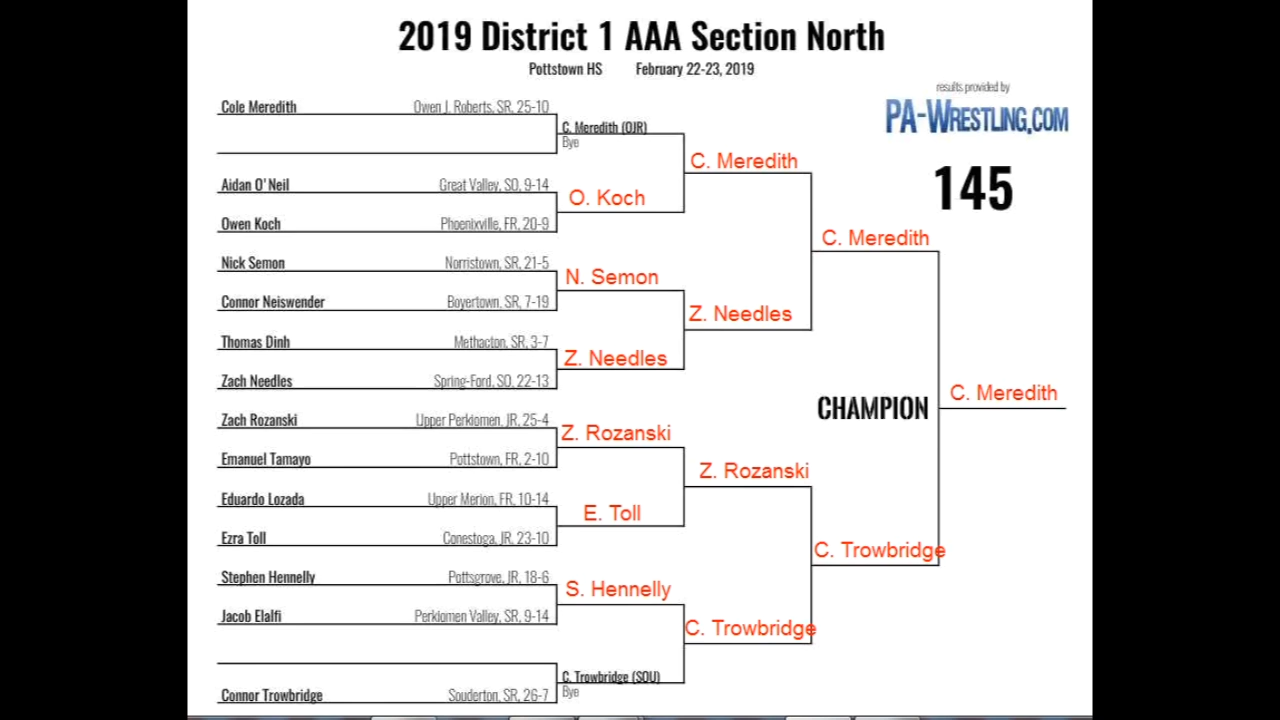 2019 District 1 AAA Section North
Pottstown HS February 22-23, 2019
results provided by
PA-WRESTLING.COM
145
Cole Meredith Owen J. Roberts, SR, 25-10
C. Meredith (OJR)
Bye
C. Meredith
Aidan O'Neil Great Valley, SO, 9-14
O. Koch
Owen Koch Phoenixville, FR, 20-9
C. Meredith
Nick Semon Norristown, SR, 21-5
N. Semon
Connor Neiswender Boyertown, SR, 7-19
Z. Needles
Thomas Dinh Methacton, SR, 3-7
Z. Needles
Zach Needles Spring-Ford, SO, 22-13
C. Meredith
CHAMPION
Zach Rozanski Upper Perkiomen, JR, 25-4
Z. Rozanski
Emanuel Tamayo Pottstown, FR, 2-10
Z. Rozanski
Eduardo Lozada Upper Merion, FR, 10-14
E. Toll
Ezra Toll Conestoga, JR, 23-10
C. Trowbridge
Stephen Hennelly Pottsgrove, JR, 18-6
S. Hennelly
Jacob Elalfi Perkiomen Valley, SR, 9-14
C. Trowbridge
C. Trowbridge (SOU)
Bye
Connor Trowbridge Souderton, SR, 26-7